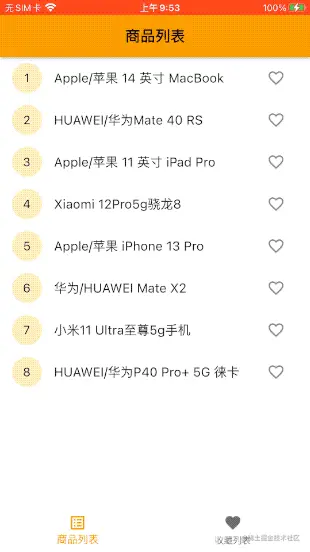 无SIM卡 上午9:53 100%
商品列表
1 Apple/苹果 14 英寸 MacBook
2 HUAWEI/华为Mate 40 RS
3 Apple/苹果 11 英寸 iPad Pro
4 Xiaomi 12Pro5g骁龙8
5 Apple/苹果 iPhone 13 Pro
6 华为/HUAWEI Mate X2
7 小米11 Ultra至尊5g手机
8 HUAWEI/华为P40 Pro+ 5G 徕卡
商品列表 收藏列表
稀土掘金技术社区